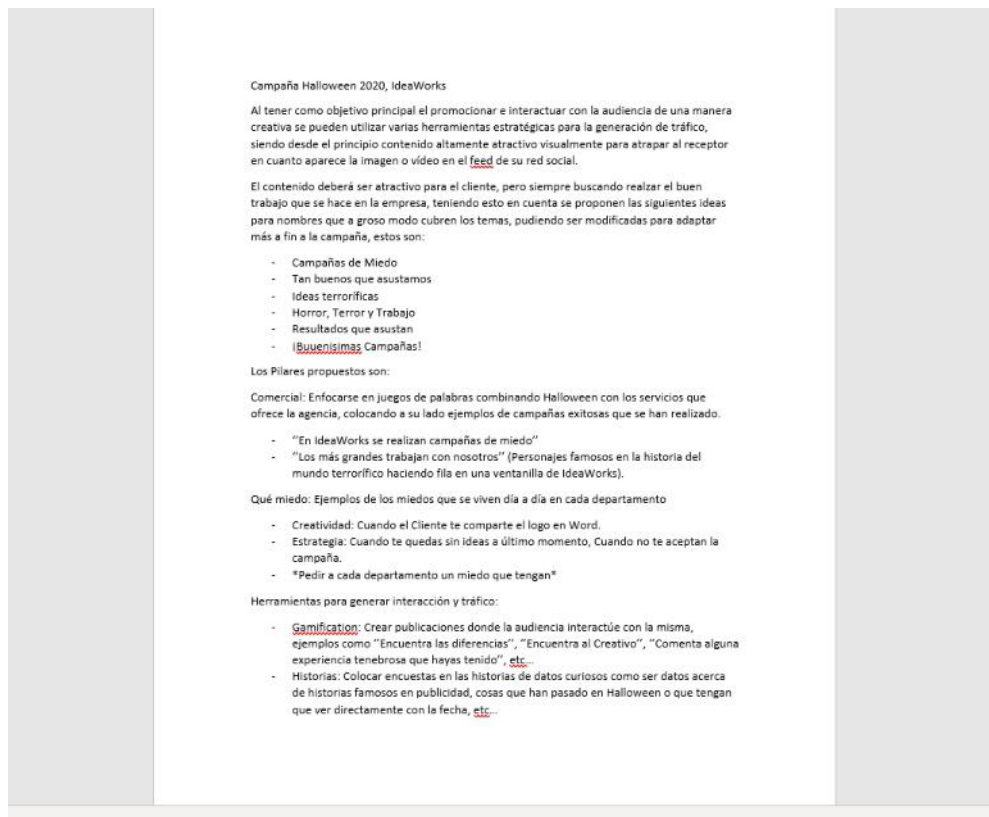 Campaña Halloween 2020, IdeaWorks
Al tener como objetivo principal el promocionar e interactuar con la audiencia de una manera
creativa se pueden utilizar varias herramientas estratégicas para la generación de tráfico,
siendo desde el principio contenido altamente atractivo visualmente para atrapar al receptor
en cuanto aparece la imagen o vídeo en el feed de su red social.
El contenido deberá ser atractivo para el cliente, pero siempre buscando realzar el buen
trabajo que se hace en la empresa, teniendo esto en cuenta se proponen las siguientes ideas
para nombres que a groso modo cubren los temas, pudiendo ser modificadas para adaptar
más a fin a la campaña, estos son:
- Campañas de Miedo
- Tan buenos que asustamos
- Ideas terroríficas
- Horror, Terror y Trabajo
- Resultados que asustan
- ¡Buuenisimas Campañas!
Los Pilares propuestos son:
Comercial: Enfocarse en juegos de palabras combinando Halloween con los servicios que
ofrece la agencia, colocando a su lado ejemplos de campañas exitosas que se han realizado.
- “En IdeaWorks se realizan campañas de miedo”
- “Los más grandes trabajan con nosotros” (Personajes famosos en la historia del
mundo terrorífico haciendo fila en una ventanilla de IdeaWorks).
Qué miedo: Ejemplos de los miedos que se viven día a día en cada departamento
- Creatividad: Cuando el Cliente te comparte el logo en Word.
- Estrategia: Cuando te quedas sin ideas a último momento, Cuando no te aceptan la
campaña.
- *Pedir a cada departamento un miedo que tengan*
Herramientas para generar interacción y tráfico:
- Gamification: Crear publicaciones donde la audiencia interactúe con la misma,
ejemplos como “Encuentra las diferencias”, “Encuentra al Creativo”, “Comenta alguna
experiencia tenebrosa que hayas tenido”, etc...
- Historias: Colocar encuestas en las historias de datos curiosos como ser datos acerca
de historias famosos en publicidad, cosas que han pasado en Halloween o que tengan
que ver directamente con la fecha, etc...